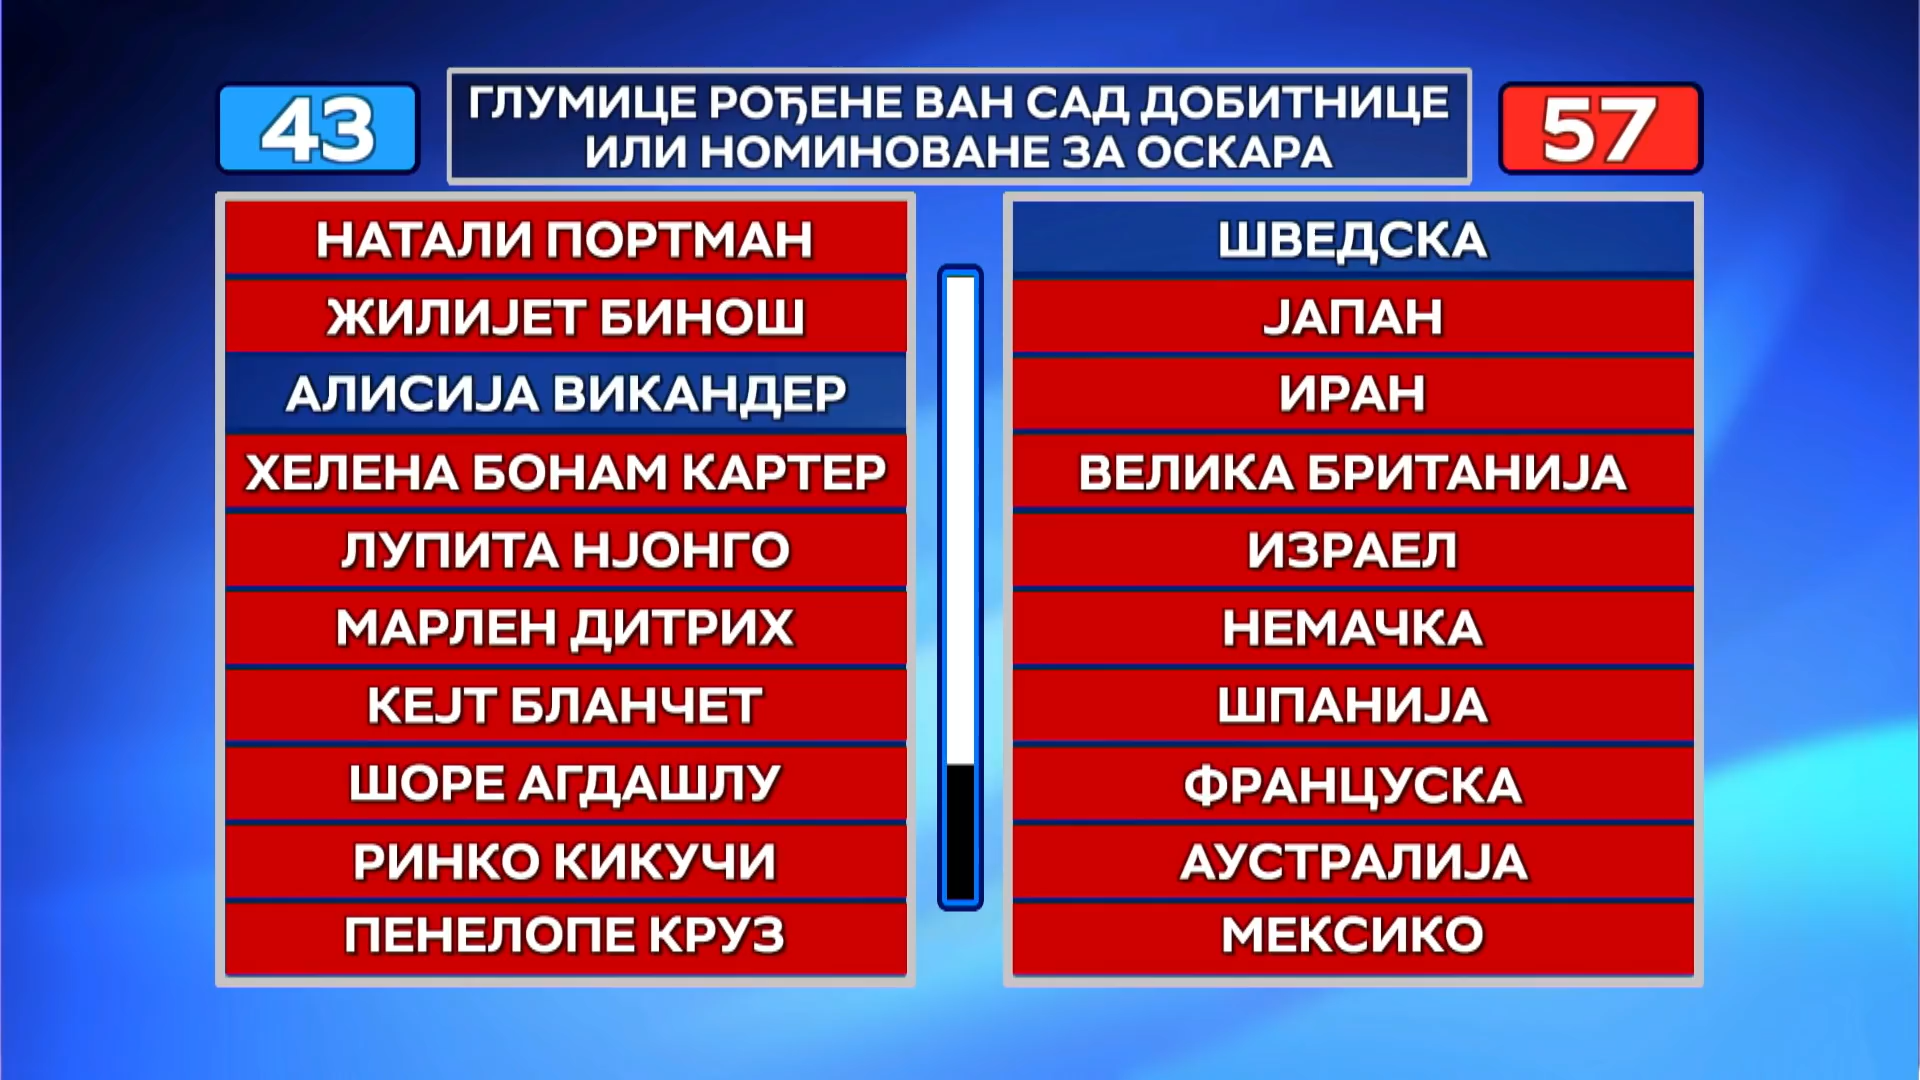 43
ГЛУМИЦЕ РОЂЕНЕ ВАН САД ДОБИТНИЦЕ
ИЛИ НОМИНОВАНЕ ЗА ОСКАРА
57
НАТАЛИ ПОРТМАН
ЖИЛИЈЕТ БИНОШ
АЛИСИЈА ВИКАНДЕР
ХЕЛЕНА БОНАМ КАРТЕР
ЛУПИТА НЈОНГО
МАРЛЕН ДИТРИХ
КЕЈТ БЛАНЧЕТ
ШОРЕ АГДАШЛУ
РИНКО КИКУЧИ
ПЕНЕЛОПЕ КРУЗ
ШВЕДСКА
ЈАПАН
ИРАН
ВЕЛИКА БРИТАНИЈА
ИЗРАЕЛ
НЕМАЧКА
ШПАНИЈА
ФРАНЦУСКА
АУСТРАЛИЈА
МЕКСИКО